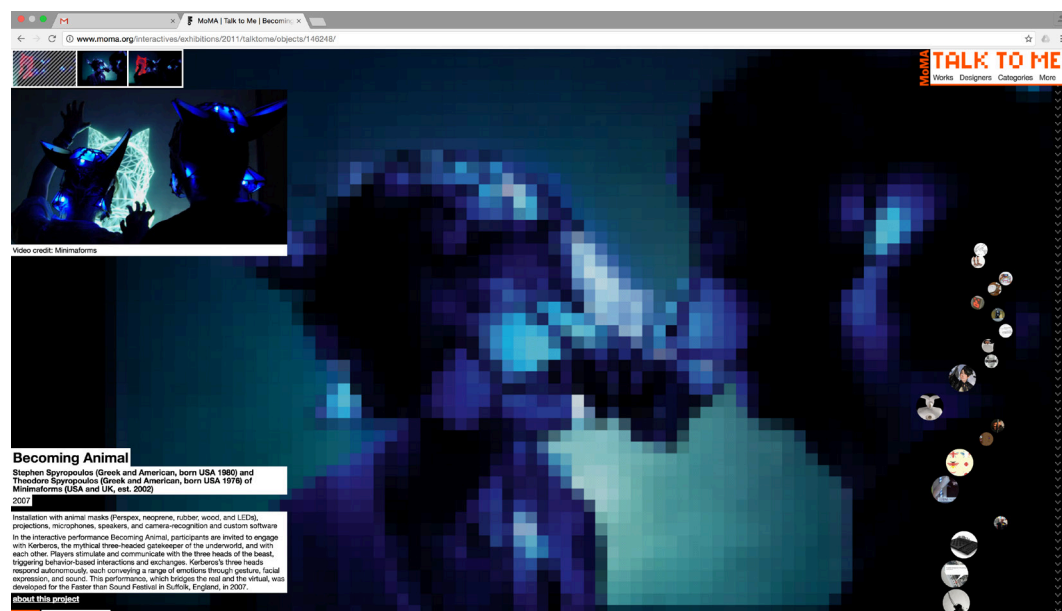 MoMA | Talk to Me | Becoming
www.moma.org/interactives/exhibitions/2011/talktome/objects/146248/
MoMA
TALK TO ME
Works Designers Categories More
Video credit: Minimaforms
Becoming Animal
Stephen Spyropoulos (Greek and American, born USA 1980) and
Theodore Spyropoulos (Greek and American, born USA 1976) of
Minimaforms (USA and UK, est. 2002)
2007
Installation with animal masks (Perspex, neoprene, rubber, wood, and LEDs),
projections, microphones, speakers, and camera-recognition and custom software
In the interactive performance Becoming Animal, participants are invited to engage
with Kerberos, the mythical three-headed gatekeeper of the underworld, and with
each other. Players stimulate and communicate with the three heads of the beast,
triggering behavior-based interactions and exchanges. Kerberos's three heads
respond autonomously, each conveying a range of emotions through gesture, facial
expression, and sound. This performance, which bridges the real and the virtual, was
developed for the Faster than Sound Festival in Suffolk, England, in 2007.
about this project